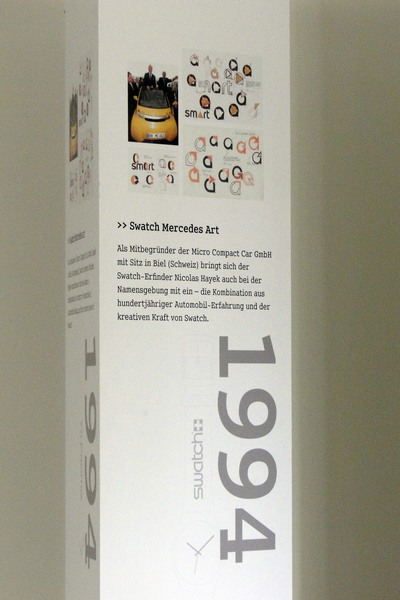 smart
smart
>> Swatch Mercedes Art
Als Mitbegründer der Micro Compact Car GmbH
mit Sitz in Biel (Schweiz) bringt sich der
Swatch-Erfinder Nicolas Hayek auch bei der
Namensgebung mit ein – die Kombination aus
hundertjähriger Automobil-Erfahrung und der
kreativen Kraft von Swatch.
1994
swatch
1994